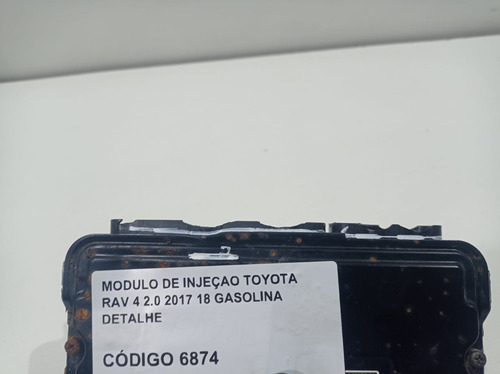 MODULO DE INJEÇAO TOYOTA
RAV 4 2.0 2017 18 GASOLINA
DETALHE
CÓDIGO 6874